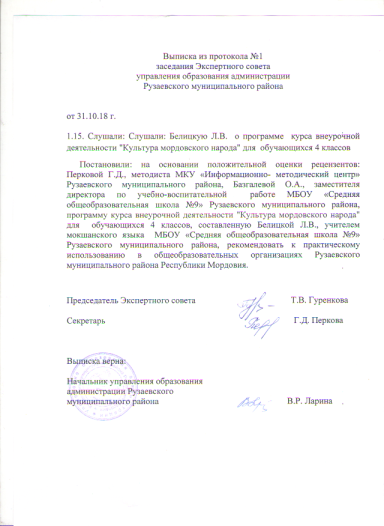 Выписка из протокола №1
заседания Экспертного совета
управления образования администрации
Рузаевского муниципального района
от 31.10.18 г.
1.15. Слушали: Слушали: Белицкую Л.В. о программе курса внеурочной
деятельности "Культура мордовского народа" для обучающихся 4 классов
Постановили: на основании положительной оценки рецензентов:
Перковой Г.Д., методиста МКУ «Информационно- методический центр»
Рузаевского муниципального района, Базгалевой О.А., заместителя
директора по учебно-воспитательной работе МБОУ «Средняя
общеобразовательная школа №9» Рузаевского муниципального района,
программу курса внеурочной деятельности "Культура мордовского народа"
для обучающихся 4 классов, составленную Белицкой Л.В., учителем
мокшанского языка МБОУ «Средняя общеобразовательная школа №9»
Рузаевского муниципального района, рекомендовать к практическому
использованию в общеобразовательных организациях Рузаевского
муниципального района Республики Мордовия.
Председатель Экспертного совета Т.В. Гуренкова
Секретарь Г.Д. Перкова
Выписка верна:
Начальник управления образования
администрации Рузаевского
муниципального района В.Р. Ларина